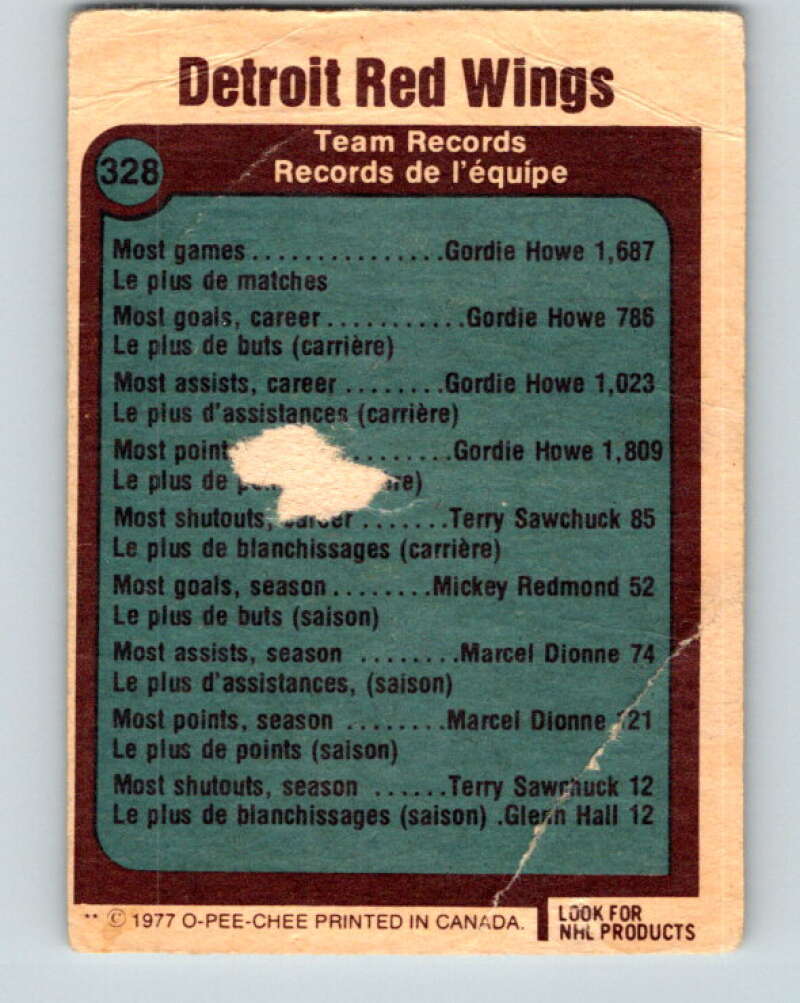 Detroit Red Wings
Team Records
328
Records de l'équipe
Most games...............Gordie Howe 1,687
Le plus de matches
Most goals, career...........Gordie Howe 786
Le plus de buts (carrière)
Most assists, career ........Gordie Howe 1,023
Le plus d'assistances (carrière)
Most ........Gordie Howe 1,809
Le plus de
Most shutouts, career .......Terry Sawchuck 85
Le plus de blanchissages (carrière)
Most goals, season........Mickey Redmond 52
Le plus de buts (saison)
Most assists, season ........Marcel Dionne 74
Le plus d'assistances, (saison)
Most points, season ........Marcel Dionne 121
Le plus de points (saison)
Most shutouts, season ......Terry Sawchuck 12
Le plus de blanchissages (saison) .Glenn Hall 12
** © 1977 O-PEE-CHEE PRINTED IN CANADA.
LOOK FOR
NHL PRODUCTS